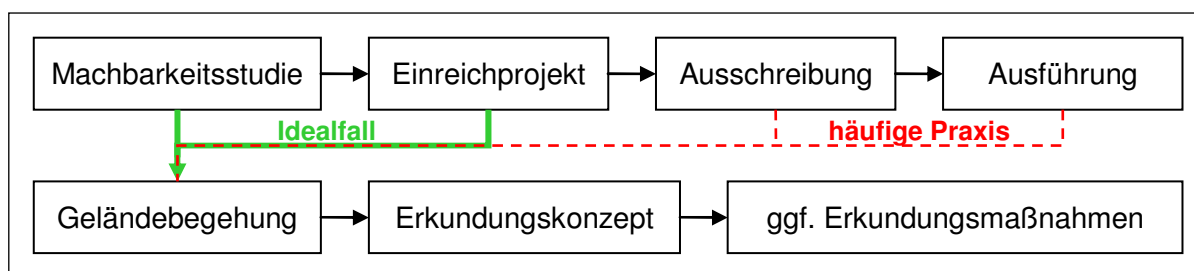 Machbarkeitsstudie
Einreichprojekt
Ausschreibung
Ausführung
Idealfall
häufige Praxis
Geländebegehung
Erkundungskonzept
ggf. Erkundungsmaßnahmen